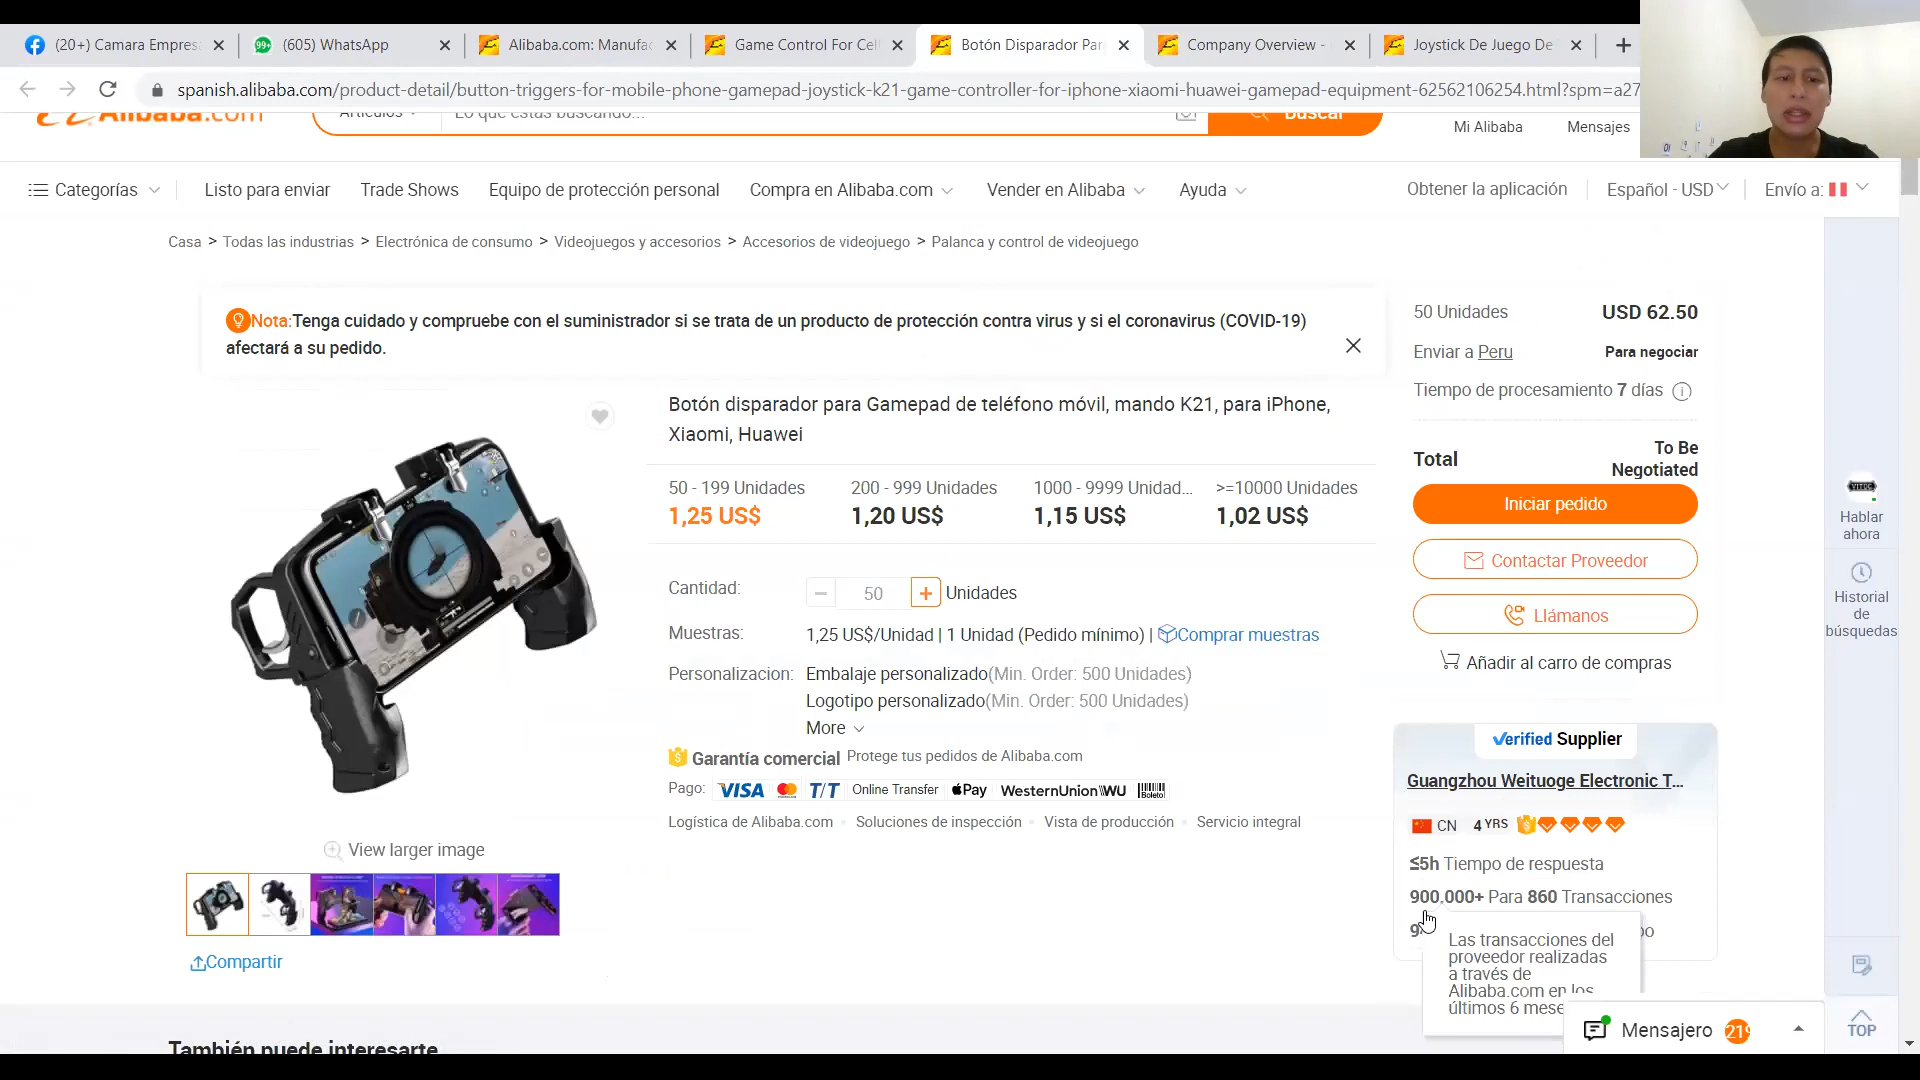 (20+) Camara Empres
(605) WhatsApp
Alibaba.com: Manufac
Game Control For Cel
Botón Disparador Par
Company Overview -
Joystick De Juego De
spanish.alibaba.com/product-detail/button-triggers-for-mobile-phone-gamepad-joystick-k21-game-controller-for-iphone-xiaomi-huawei-gamepad-equipment-62562106254.html?spm=a27
Alibaba.com
Artículos
Lo que estás buscando...
Buscar
Mi Alibaba
Mensajes
Categorías
Listo para enviar
Trade Shows
Equipo de protección personal
Compra en Alibaba.com
Vender en Alibaba
Ayuda
Obtener la aplicación
Español - USD
Envío a:
Casa > Todas las industrias > Electrónica de consumo > Videojuegos y accesorios > Accesorios de videojuego > Palanca y control de videojuego
Nota:Tenga cuidado y compruebe con el suministrador si se trata de un producto de protección contra virus y si el coronavirus (COVID-19)
afectará a su pedido.
Botón disparador para Gamepad de teléfono móvil, mando K21, para iPhone,
Xiaomi, Huawei
50 - 199 Unidades
200 - 999 Unidades
1000 - 9999 Unidad...
>=10000 Unidades
1,25 US$
1,20 US$
1,15 US$
1,02 US$
Cantidad:
50
Unidades
Muestras:
1,25 US$/Unidad | 1 Unidad (Pedido mínimo) | Comprar muestras
Personalizacion:
Embalaje personalizado(Min. Order: 500 Unidades)
Logotipo personalizado(Min. Order: 500 Unidades)
More
Garantía comercial Protege tus pedidos de Alibaba.com
Pago: VISA T/T Online Transfer Pay WesternUnion WU Boleto
Logística de Alibaba.com
Soluciones de inspección
Vista de producción
Servicio integral
View larger image
Compartir
También puede interesarte
50 Unidades USD 62.50
Enviar a Peru Para negociar
Tiempo de procesamiento 7 días
Total
To Be
Negotiated
Iniciar pedido
Contactar Proveedor
Llámanos
Añadir al carro de compras
Verified Supplier
Guangzhou Weituoge Electronic T...
CN 4 YRS
≤5h Tiempo de respuesta
900,000+ Para 860 Transacciones
Las transacciones del
proveedor realizadas
a través de
Alibaba.com en los
últimos 6 mese
Hablar
ahora
Historial
de
búsquedas
Mensajero
TOP